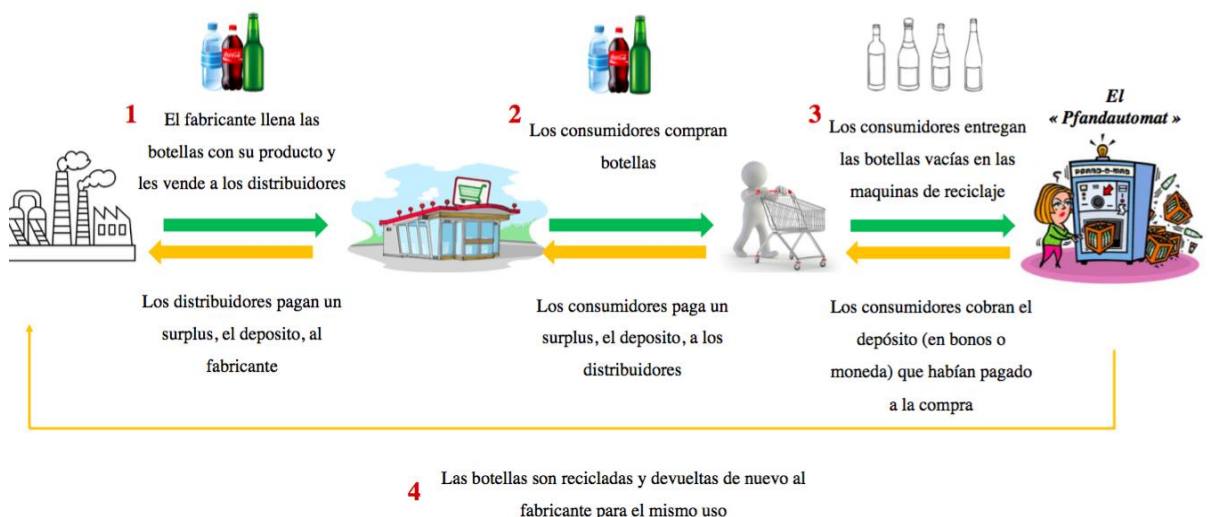 1
El fabricante llena las
botellas con su producto y
les vende a los distribuidores
2
Los consumidores compran
botellas
3
Los consumidores entregan
las botellas vacías en las
maquinas de reciclaje
El
« Pfandautomat »
Los distribuidores pagan un
surplus, el deposito, al
fabricante
Los consumidores paga un
surplus, el deposito, a los
distribuidores
Los consumidores cobran el
depósito (en bonos o
moneda) que habían pagado
a la compra
4
Las botellas son recicladas y devueltas de nuevo al
fabricante para el mismo uso